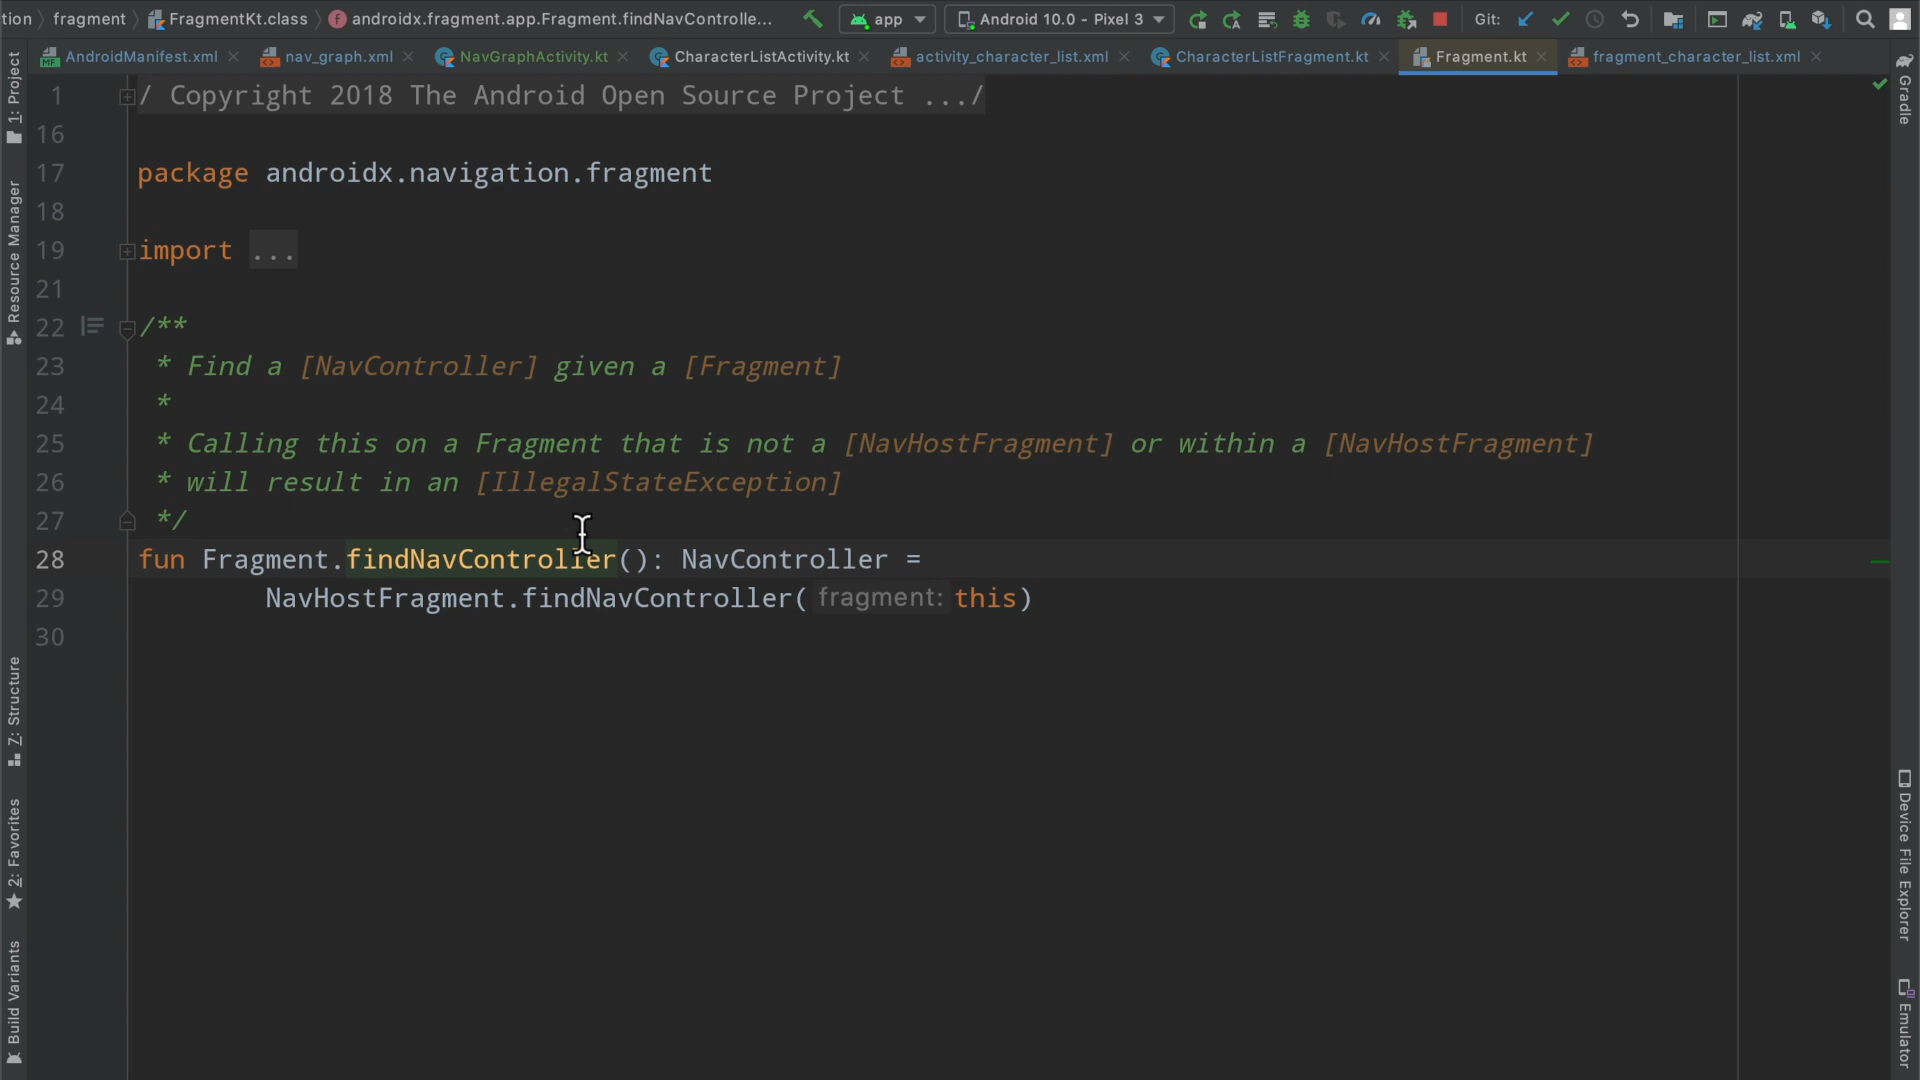 tion fragment FragmentKt.class androidx.fragment.app.Fragment.findNavControlle... app Android 10.0 - Pixel 3 Git:
AndroidManifest.xml nav_graph.xml NavGraphActivity.kt CharacterListActivity.kt activity_character_list.xml CharacterListFragment.kt Fragment.kt fragment_character_list.xml
1: Project
Resource Manager
Z: Structure
2: Favorites
Build Variants
1 / Copyright 2018 The Android Open Source Project .../
16
17 package androidx.navigation.fragment
18
19 import ...
21
22 /**
23 * Find a [NavController] given a [Fragment]
24 *
25 * Calling this on a Fragment that is not a [NavHostFragment] or within a [NavHostFragment]
26 * will result in an [IllegalStateException]
27 */
28 fun Fragment.findNavController(): NavController =
29 NavHostFragment.findNavController( fragment: this)
30
Gradle
Device File Explorer
Emulator